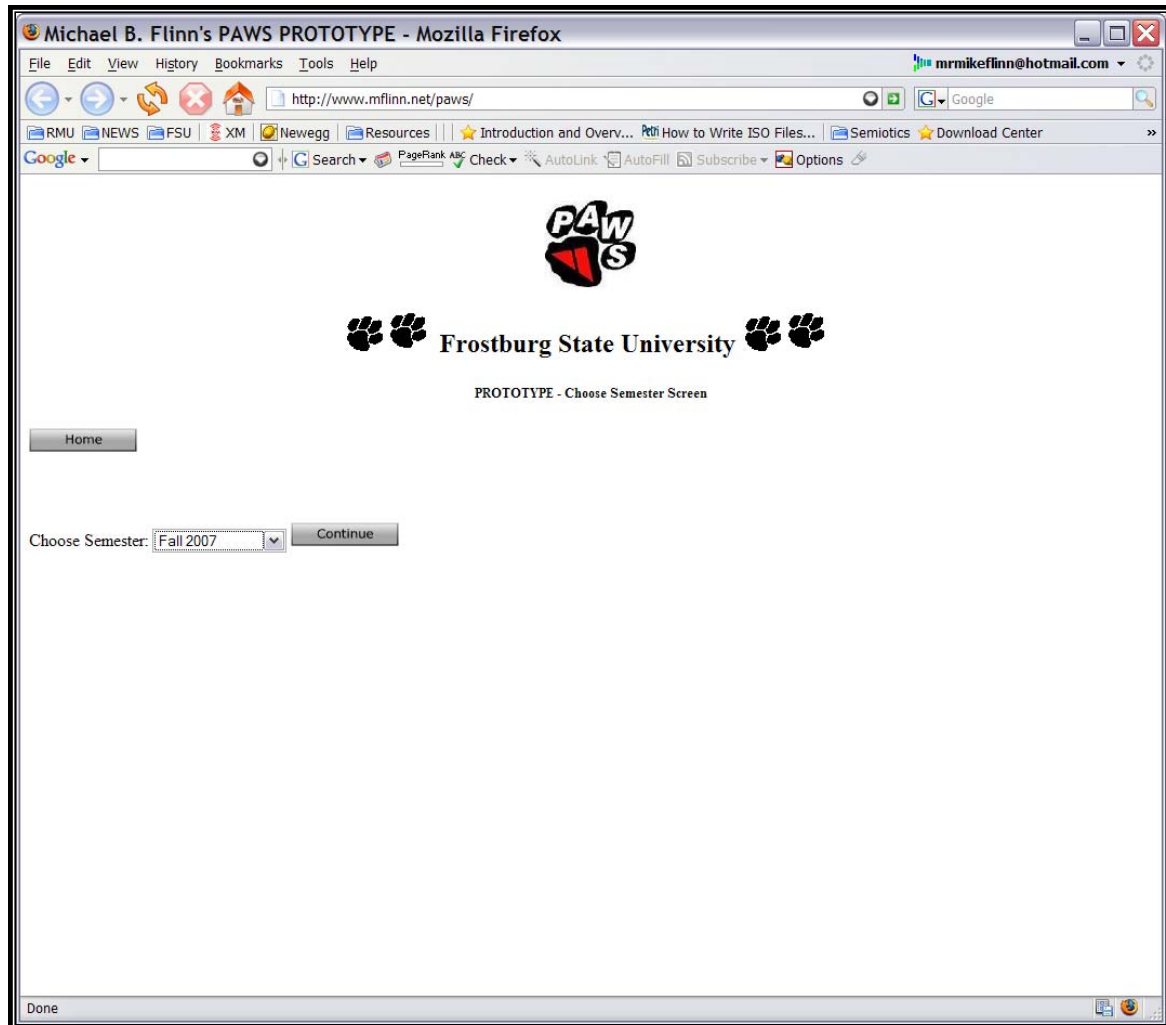 Michael B. Flinn's PAWS PROTOTYPE - Mozilla Firefox
File Edit View History Bookmarks Tools Help mrmikeflinn@hotmail.com
http://www.mflinn.net/paws/ G Google
RMU NEWS FSU XM Newegg Resources Introduction and Overv... Petri How to Write ISO Files... Semiotics Download Center »
Google G Search PageRank ABC Check AutoLink AutoFill Subscribe Options
PAW
S
Frostburg State University
PROTOTYPE - Choose Semester Screen
Home
Choose Semester: Fall 2007 Continue
Done